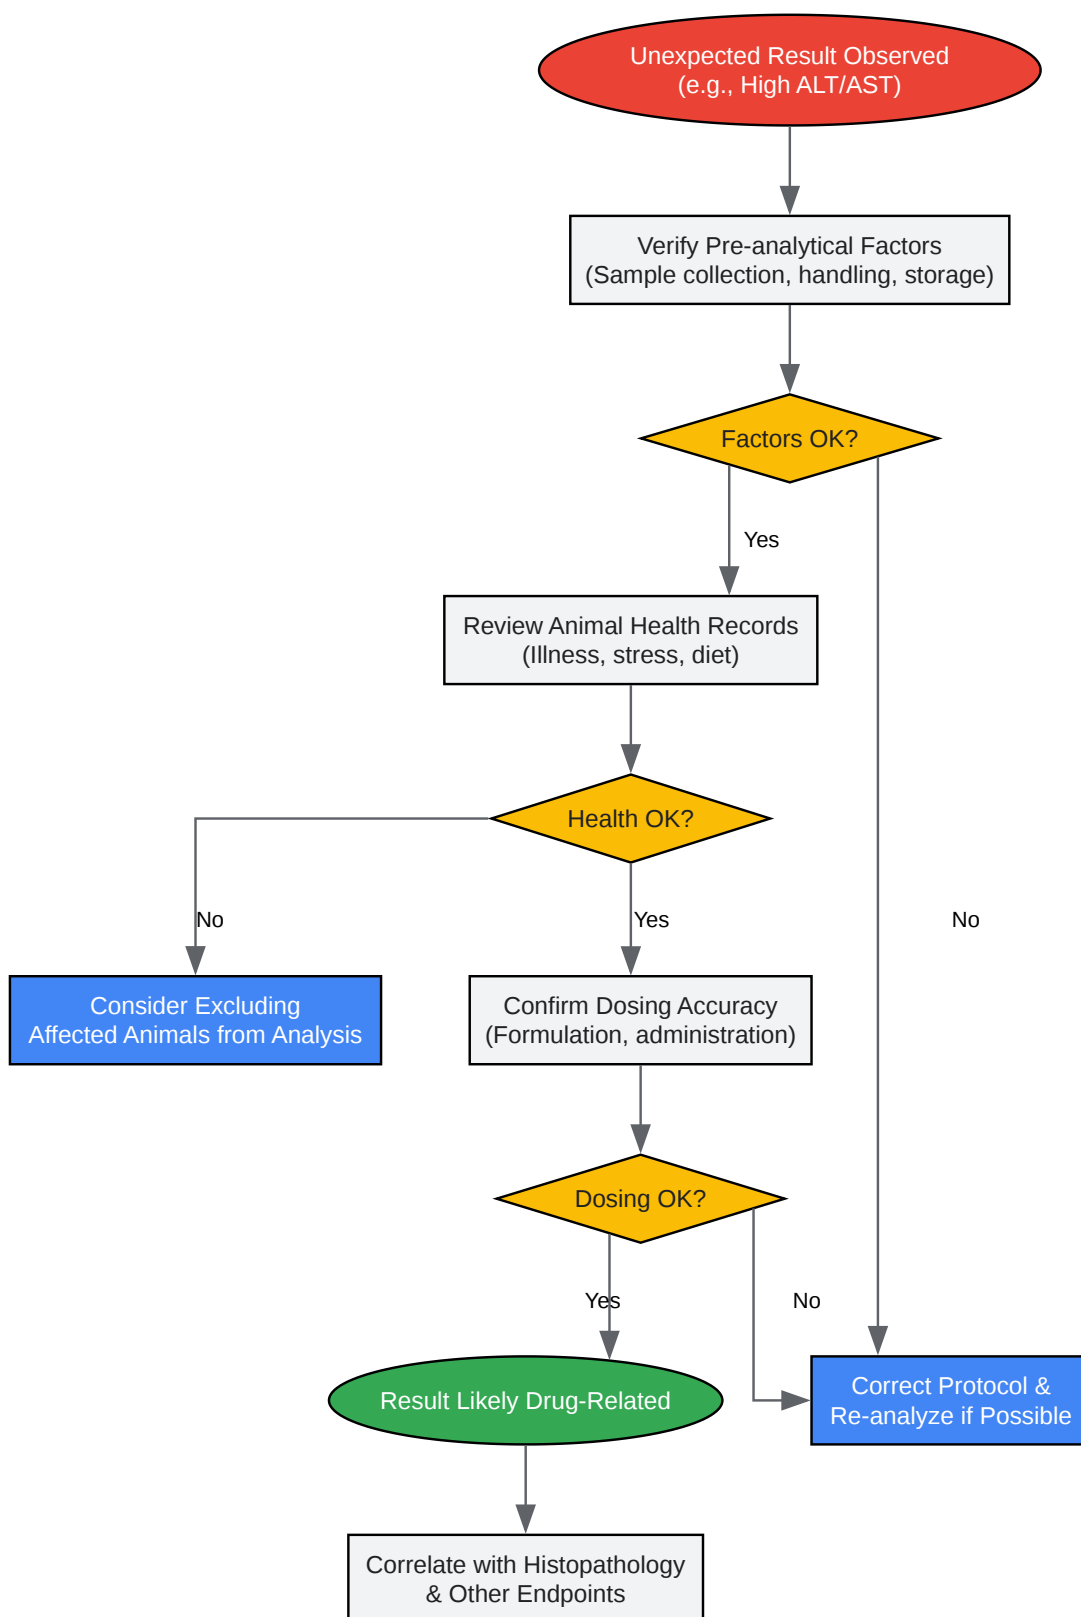 Unexpected Result Observed
(e.g., High ALT/AST)
Verify Pre-analytical Factors
(Sample collection, handling, storage)
Factors OK?
Yes
Review Animal Health Records
(Illness, stress, diet)
Health OK?
No
Yes
No
Consider Excluding
Affected Animals from Analysis
Confirm Dosing Accuracy
(Formulation, administration)
Dosing OK?
Yes
No
Result Likely Drug-Related
Correct Protocol &
Re-analyze if Possible
Correlate with Histopathology
& Other Endpoints